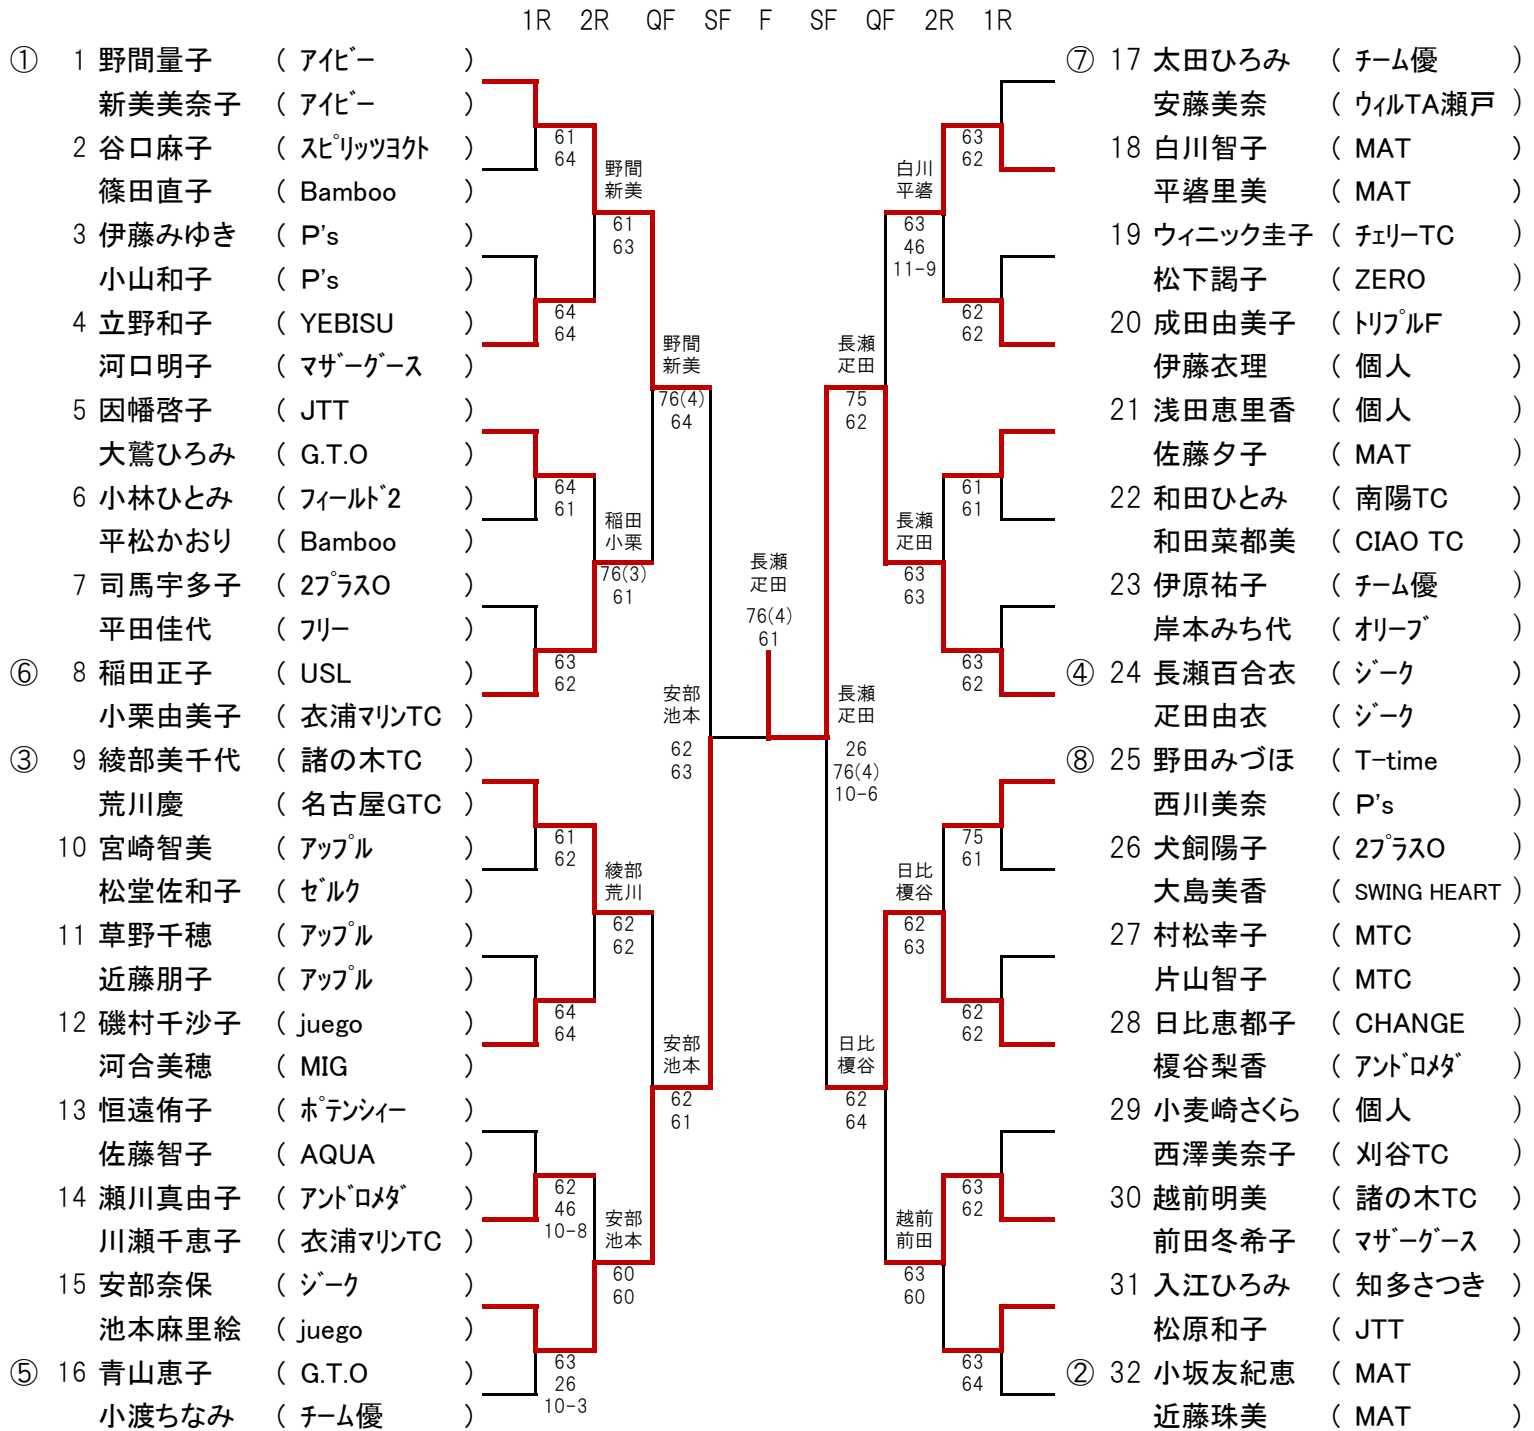 1R 2R QF SF F SF QF 2R 1R
① 1 野間量子 ( アイビー )
新美美奈子 ( アイビー )
2 谷口麻子 ( スピリッツヨクト )
篠田直子 ( Bamboo )
3 伊藤みゆき ( P's )
小山和子 ( P's )
4 立野和子 ( YEBISU )
河口明子 ( マザーグース )
5 因幡啓子 ( JTT )
大鷲ひろみ ( G.T.O )
6 小林ひとみ ( フィールド2 )
平松かおり ( Bamboo )
7 司馬宇多子 ( 2プラスO )
平田佳代 ( フリー )
⑥ 8 稲田正子 ( USL )
小栗由美子 ( 衣浦マリンTC )
③ 9 綾部美千代 ( 諸の木TC )
荒川慶 ( 名古屋GTC )
10 宮崎智美 ( アップル )
松堂佐和子 ( ゼルク )
11 草野千穂 ( アップル )
近藤朋子 ( アップル )
12 磯村千沙子 ( juego )
河合美穂 ( MIG )
13 恒遠侑子 ( ポテンシィー )
佐藤智子 ( AQUA )
14 瀬川真由子 ( アンドロメダ )
川瀬千恵子 ( 衣浦マリンTC )
15 安部奈保 ( ジーク )
池本麻里絵 ( juego )
⑤ 16 青山恵子 ( G.T.O )
小渡ちなみ ( チーム優 )
61
64
64
64
64
61
63
62
61
62
64
64
62
46
10-8
63
26
10-3
野間
新美
61
63
稲田
小栗
76(3)
61
綾部
荒川
62
62
安部
池本
60
60
野間
新美
76(4)
64
安部
池本
62
61
安部
池本
62
63
長瀬
疋田
76(4)
61
長瀬
疋田
26
76(4)
10-6
長瀬
疋田
75
62
日比
榎谷
62
64
白川
平婆
63
46
11-9
長瀬
疋田
63
63
日比
榎谷
62
63
越前
前田
63
60
63
62
62
62
61
61
63
62
75
61
62
62
63
62
63
64
⑦ 17 太田ひろみ ( チーム優 )
安藤美奈 ( ウィルTA瀬戸 )
18 白川智子 ( MAT )
平婆里美 ( MAT )
19 ウィニック圭子 ( チェリーTC )
松下謁子 ( ZERO )
20 成田由美子 ( トリプルF )
伊藤衣理 ( 個人 )
21 浅田恵里香 ( 個人 )
佐藤夕子 ( MAT )
22 和田ひとみ ( 南陽TC )
和田菜都美 ( CIAO TC )
23 伊原祐子 ( チーム優 )
岸本みち代 ( オリーブ )
④ 24 長瀬百合衣 ( ジーク )
疋田由衣 ( ジーク )
⑧ 25 野田みづほ ( T-time )
西川美奈 ( P's )
26 犬飼陽子 ( 2プラスO )
大島美香 ( SWING HEART )
27 村松幸子 ( MTC )
片山智子 ( MTC )
28 日比恵都子 ( CHANGE )
榎谷梨香 ( アンドロメダ )
29 小麦崎さくら ( 個人 )
西澤美奈子 ( 刈谷TC )
30 越前明美 ( 諸の木TC )
前田冬希子 ( マザーグース )
31 入江ひろみ ( 知多さつき )
松原和子 ( JTT )
② 32 小坂友紀恵 ( MAT )
近藤珠美 ( MAT )